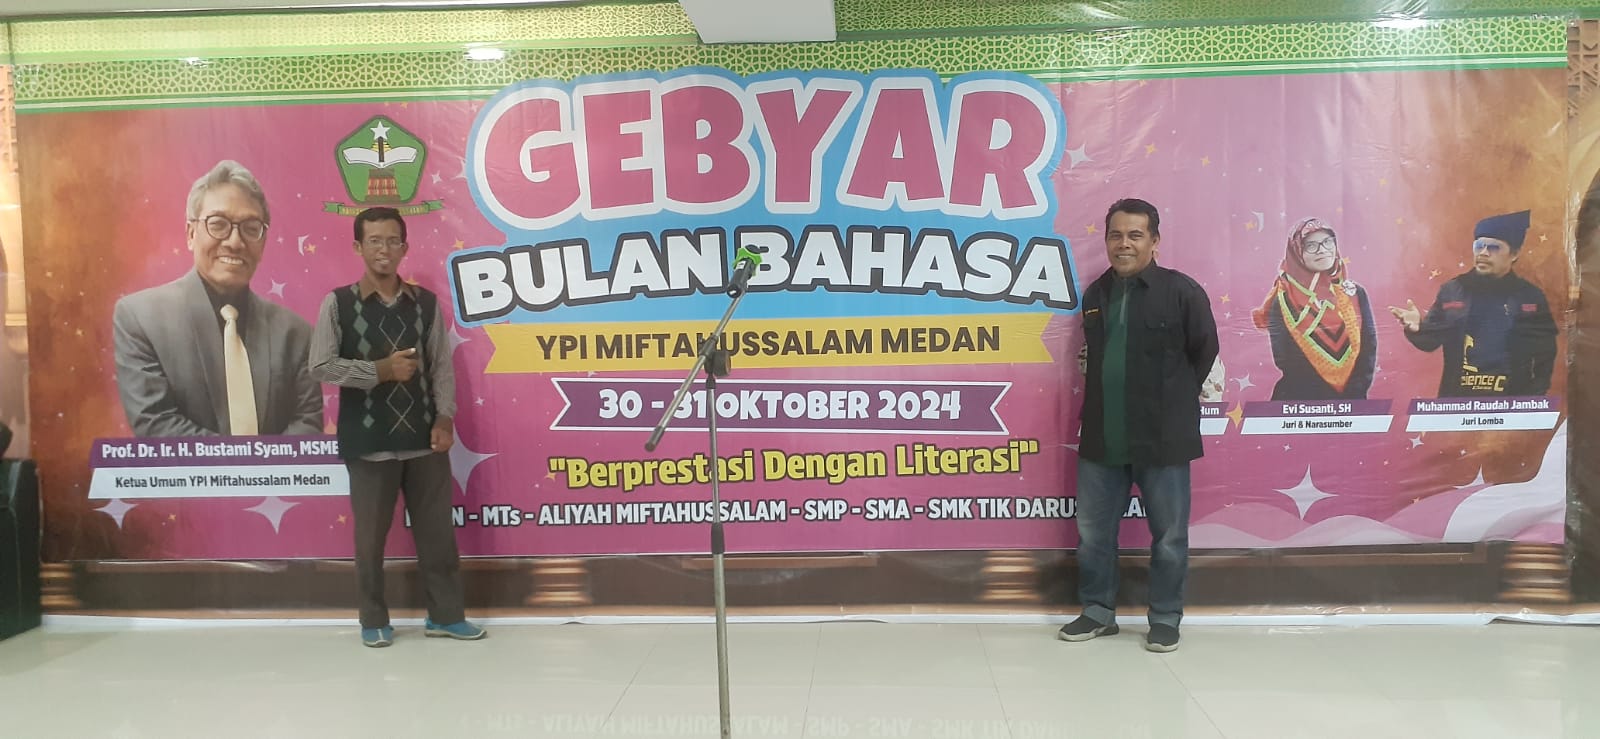 GEBYAR
BULAN BAHASA
YPI MIFTAHUSSALAM MEDAN
30 - 31 OKTOBER 2024
"Berprestasi Dengan Literasi"
MTs - ALIYAH MIFTAHUSSALAM - SMP - SMA - SMK TIK
Prof. Dr. Ir. H. Bustami Syam, MSME
Ketua Umum YPI Miftahussalam Medan
Hum
Evi Susanti, SH
Juri & Narasumber
Muhammad Raudah Jambak
Juri Lomba